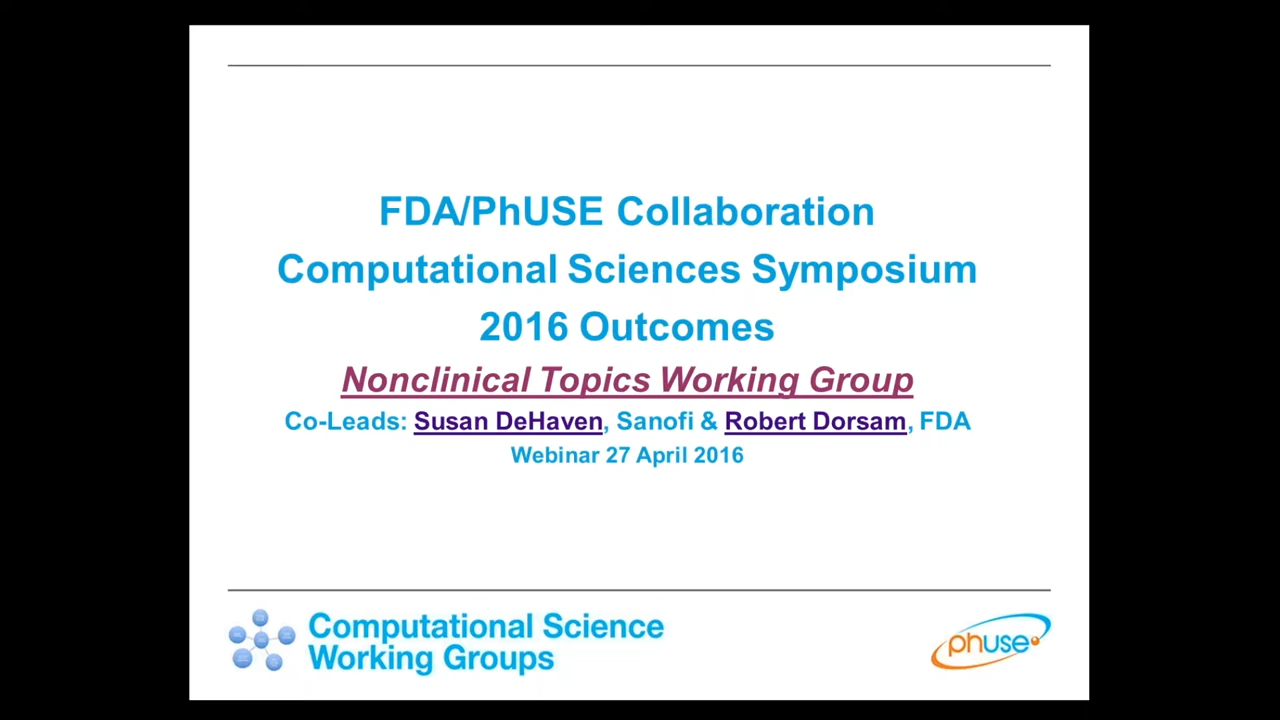 FDA/PhUSE Collaboration
Computational Sciences Symposium
2016 Outcomes
Nonclinical Topics Working Group
Co-Leads: Susan DeHaven, Sanofi & Robert Dorsam, FDA
Webinar 27 April 2016
Computational Science
Working Groups
phuse